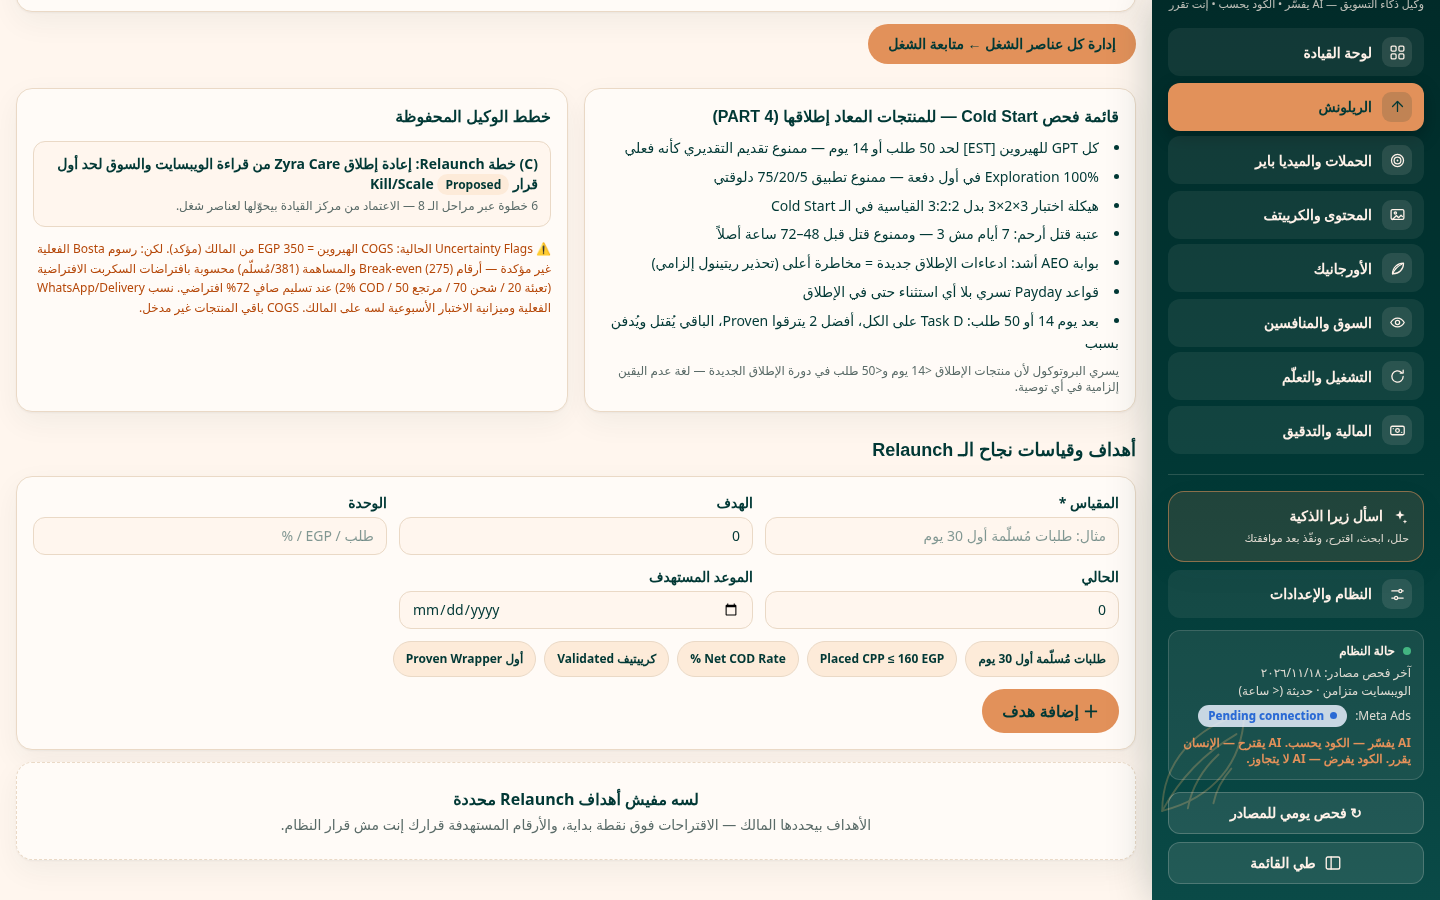 وكيل ذكاء التسويق — AI يفسّر • الكود يحسب • إنت تقرر
لوحة القيادة
الريلونش
الحملات والميديا باير
المحتوى والكرييتف
الأورجانيك
السوق والمنافسين
التشغيل والتعلّم
المالية والتدقيق
اسأل زيرا الذكية
حلل، ابحث، اقترح، ونفّذ بعد موافقتك
النظام والإعدادات
حالة النظام
آخر فحص مصادر: ٢٠٢٦/١١/١٨
الويبسايت متزامن · حديثة (< ساعة)
Meta Ads: Pending connection
AI يفسّر — الكود يحسب. AI يقترح — الإنسان
يقرر. الكود يفرض — AI لا يتجاوز.
↻ فحص يومي للمصادر
طي القائمة
إدارة كل عناصر الشغل ← متابعة الشغل
قائمة فحص Cold Start — للمنتجات المعاد إطلاقها (PART 4)
كل GPT للهيروين [EST] لحد 50 طلب أو 14 يوم — ممنوع تقديم التقديري كأنه فعلي
100% Exploration في أول دفعة — ممنوع تطبيق 75/20/5 دلوقتي
هيكلة اختبار 3×2×3 بدل 3:2:2 القياسية في الـ Cold Start
عتبة قتل أرحم: 7 أيام مش 3 — وممنوع قتل قبل 48–72 ساعة أصلاً
بوابة AEO أشد: ادعاءات الإطلاق جديدة = مخاطرة أعلى (تحذير ريتينول إلزامي)
قواعد Payday تسري بلا أي استثناء حتى في الإطلاق
بعد يوم 14 أو 50 طلب: Task D على الكل، أفضل 2 يترقوا Proven، الباقي يُقتل ويُدفن
بسبب
يسري البروتوكول لأن منتجات الإطلاق <14 يوم و<50 طلب في دورة الإطلاق الجديدة — لغة عدم اليقين
إلزامية في أي توصية.
خطط الوكيل المحفوظة
(C) خطة Relaunch: إعادة إطلاق Zyra Care من قراءة الويبسايت والسوق لحد أول
قرار Kill/Scale Proposed
6 خطوة عبر مراحل الـ 8 — الاعتماد من مركز القيادة بيحوّلها لعناصر شغل.
⚠️ Uncertainty Flags الحالية: COGS الهيروين = 350 EGP من المالك (مؤكد). لكن: رسوم Bosta الفعلية
غير مؤكدة — أرقام Break-even (275) والمساهمة (381/مُسلّم) محسوبة بافتراضات السكربت الافتراضية
(تعبئة 20 / شحن 70 / مرتجع 50 / COD 2%) عند تسليم صافٍ 72% افتراضي. نسب WhatsApp/Delivery
الفعلية وميزانية الاختبار الأسبوعية لسه على المالك. COGS باقي المنتجات غير مدخل.
أهداف وقياسات نجاح الـ Relaunch
المقياس *
الهدف
الوحدة
مثال: طلبات مُسلّمة أول 30 يوم
0
طلب / EGP / %
الحالي
الموعد المستهدف
0
mm/dd/yyyy
طلبات مُسلّمة أول 30 يوم
Placed CPP ≤ 160 EGP
Net COD Rate %
كرييتيف Validated
أول Proven Wrapper
+ إضافة هدف
لسه مفيش أهداف Relaunch محددة
الأهداف بيحددها المالك — الاقتراحات فوق نقطة بداية، والأرقام المستهدفة قرارك إنت مش قرار النظام.